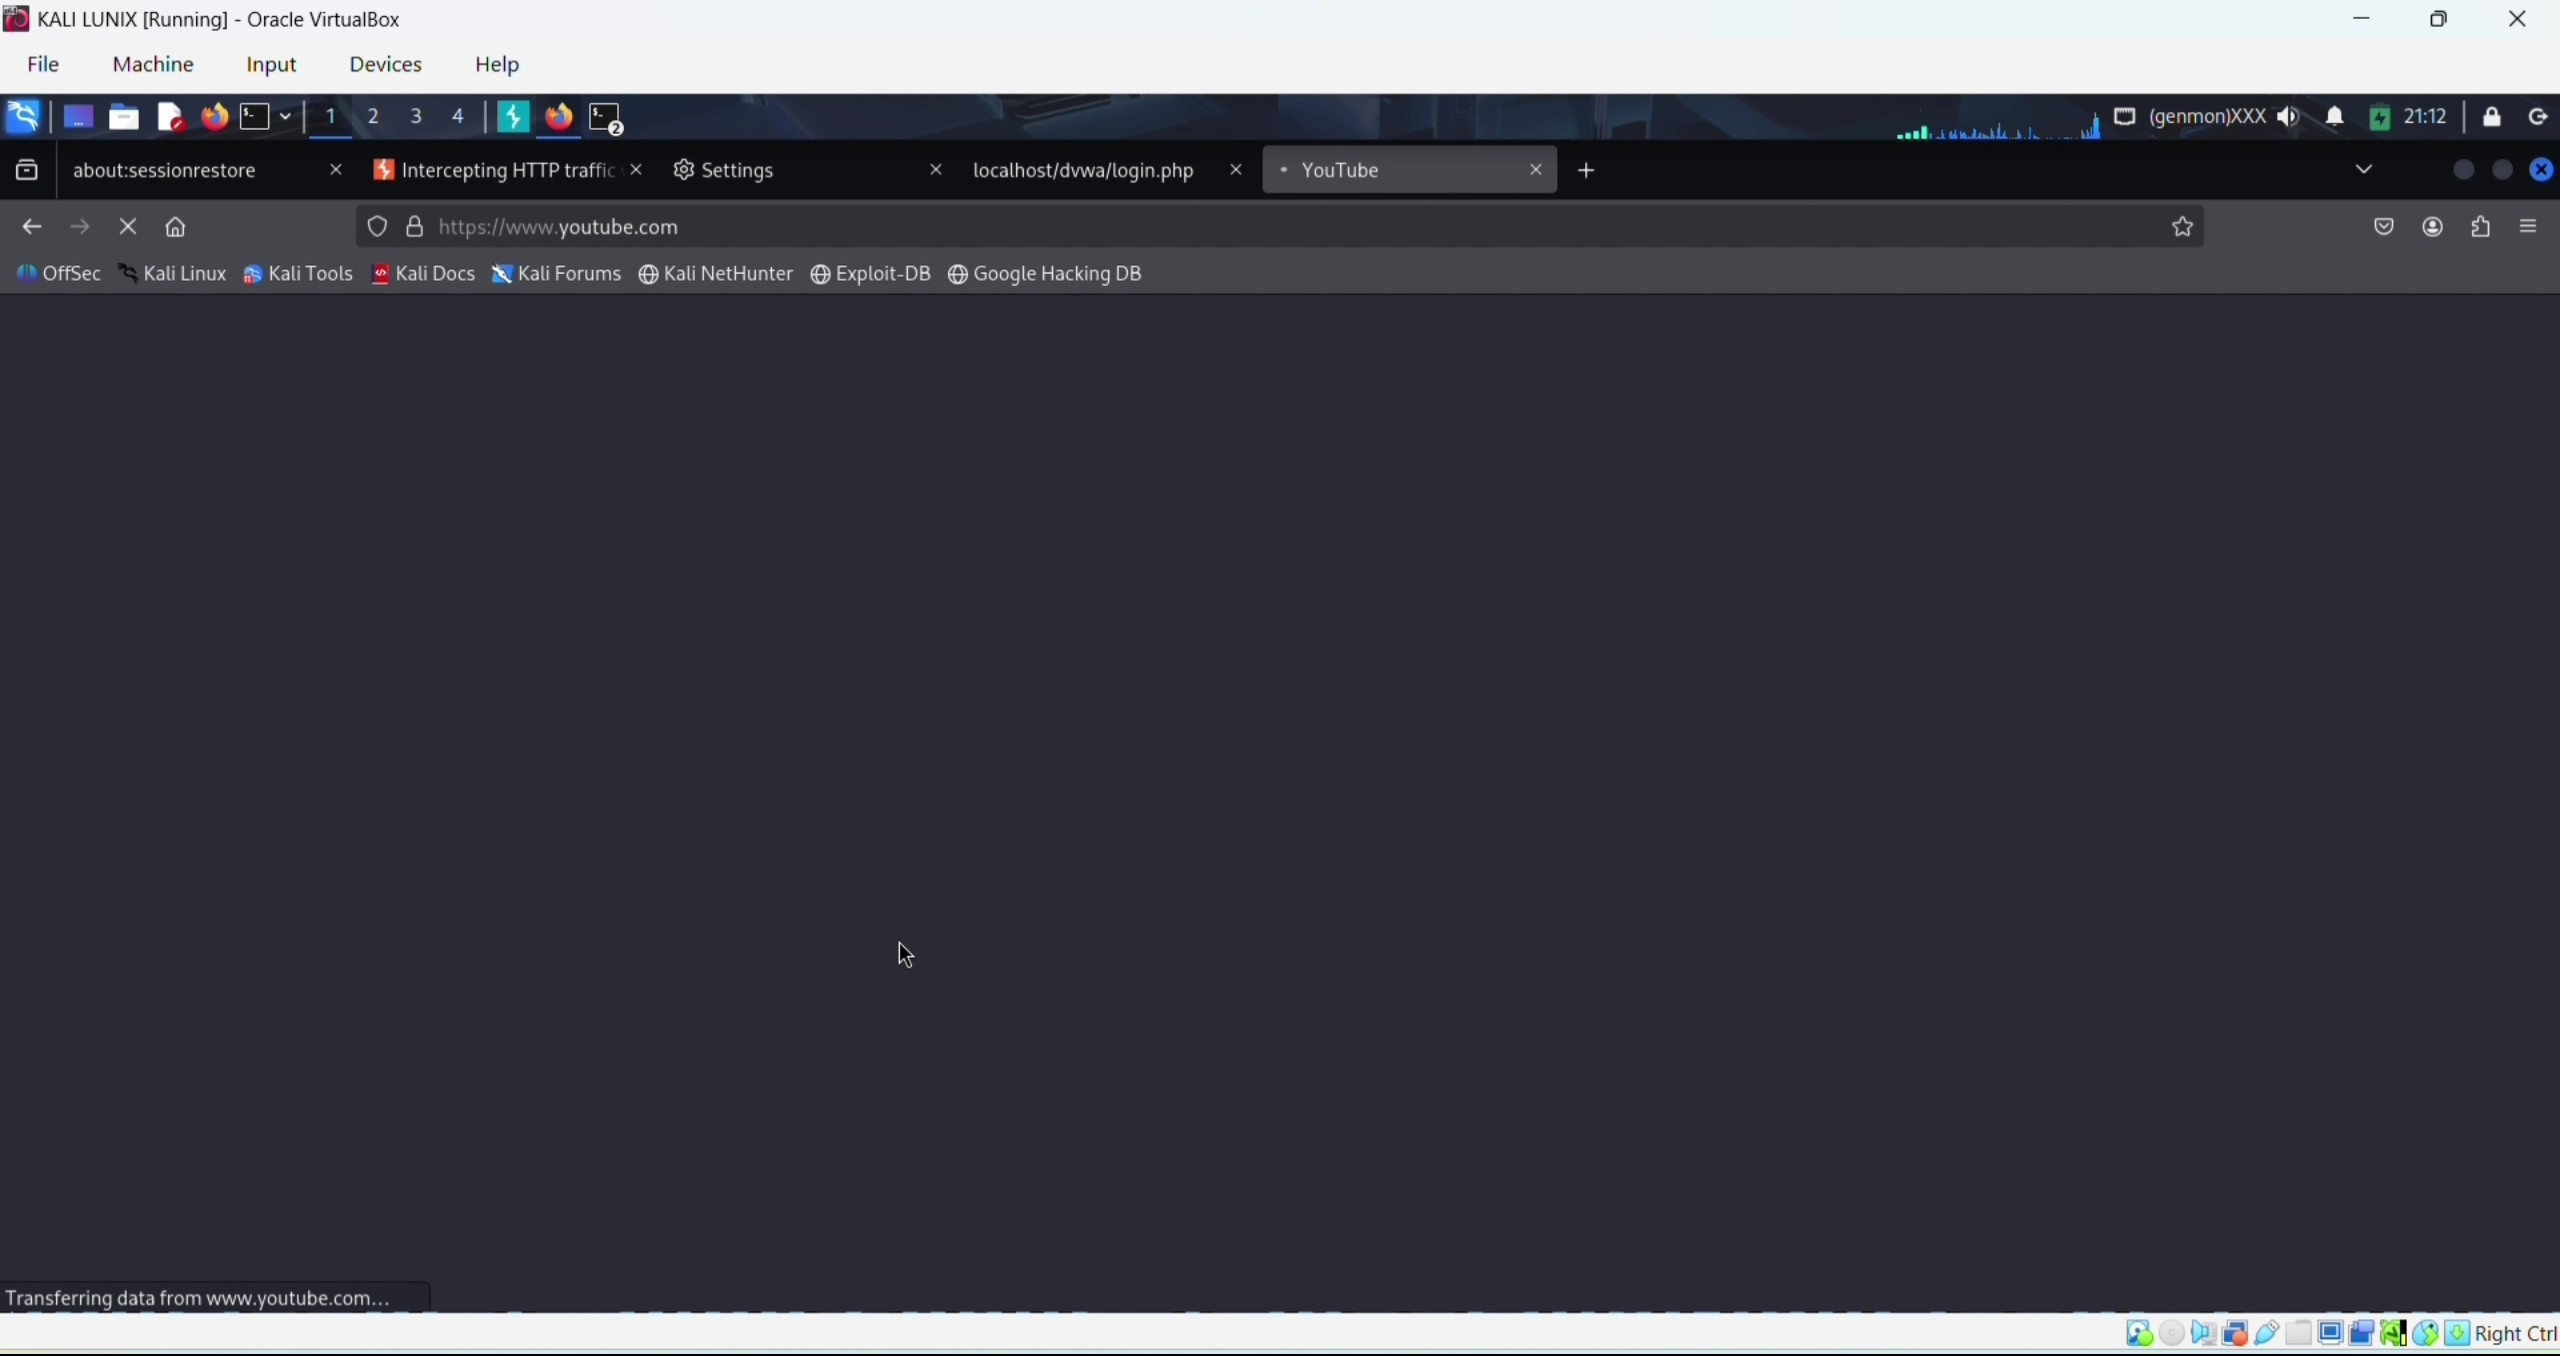 KALI LUNIX [Running] - Oracle VirtualBox
File Machine Input Devices Help
1 2 3 4 2 (genmon)XXX 21:12
about:sessionrestore Intercepting HTTP traffic Settings localhost/dvwa/login.php YouTube
https://www.youtube.com
OffSec Kali Linux Kali Tools Kali Docs Kali Forums Kali NetHunter Exploit-DB Google Hacking DB
Transferring data from www.youtube.com...
Right Ctrl